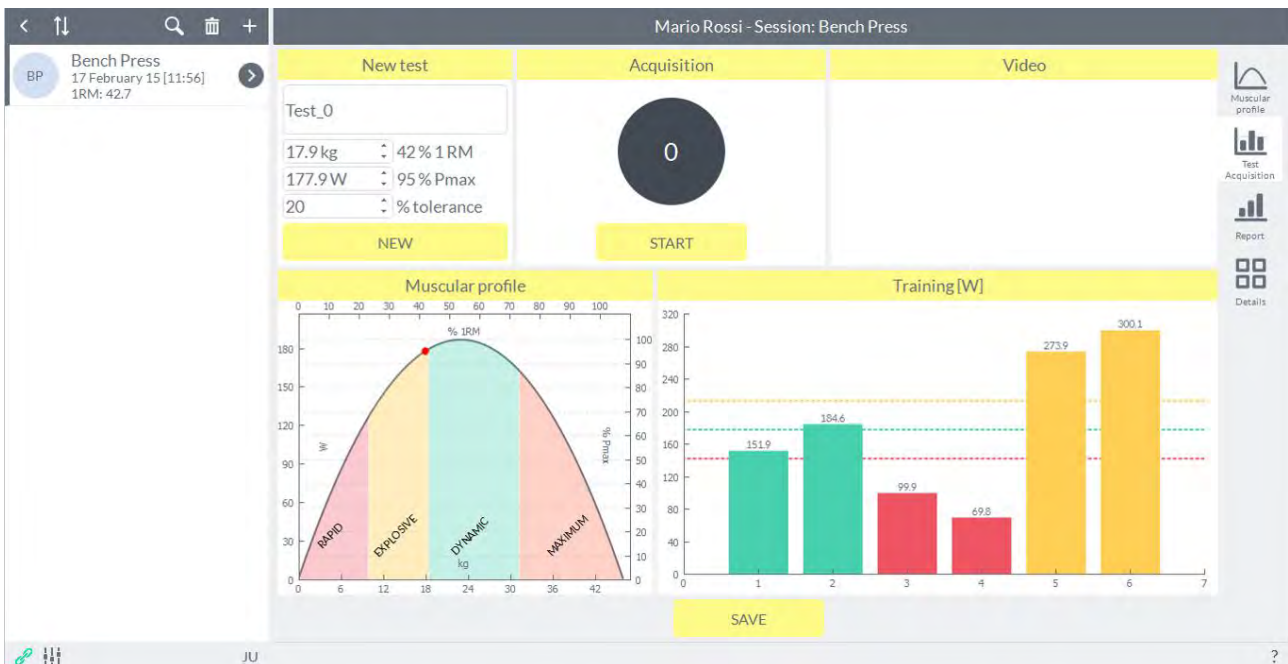 Mario Rossi - Session: Bench Press
BP
Bench Press
17 February 15 [11:56]
1RM: 42.7
New test
Test_0
17.9 kg 42 % 1 RM
177.9 W 95 % Pmax
20 % tolerance
NEW
Acquisition
0
START
Video
Muscular profile
0 10 20 30 40 50 60 70 80 90 100
% 1RM
180
150
120
90
60
30
0
W
100
90
80
70
60
50
40
30
20
10
0
% Pmax
RAPID
EXPLOSIVE
DYNAMIC
MAXIMUM
kg
0 6 12 18 24 30 36 42
Training [W]
320
280
240
200
160
120
80
40
0
151.9
184.6
99.9
69.8
273.9
300.1
0 1 2 3 4 5 6 7
SAVE
Muscular
profile
Test
Acquisition
Report
Details
JU
?